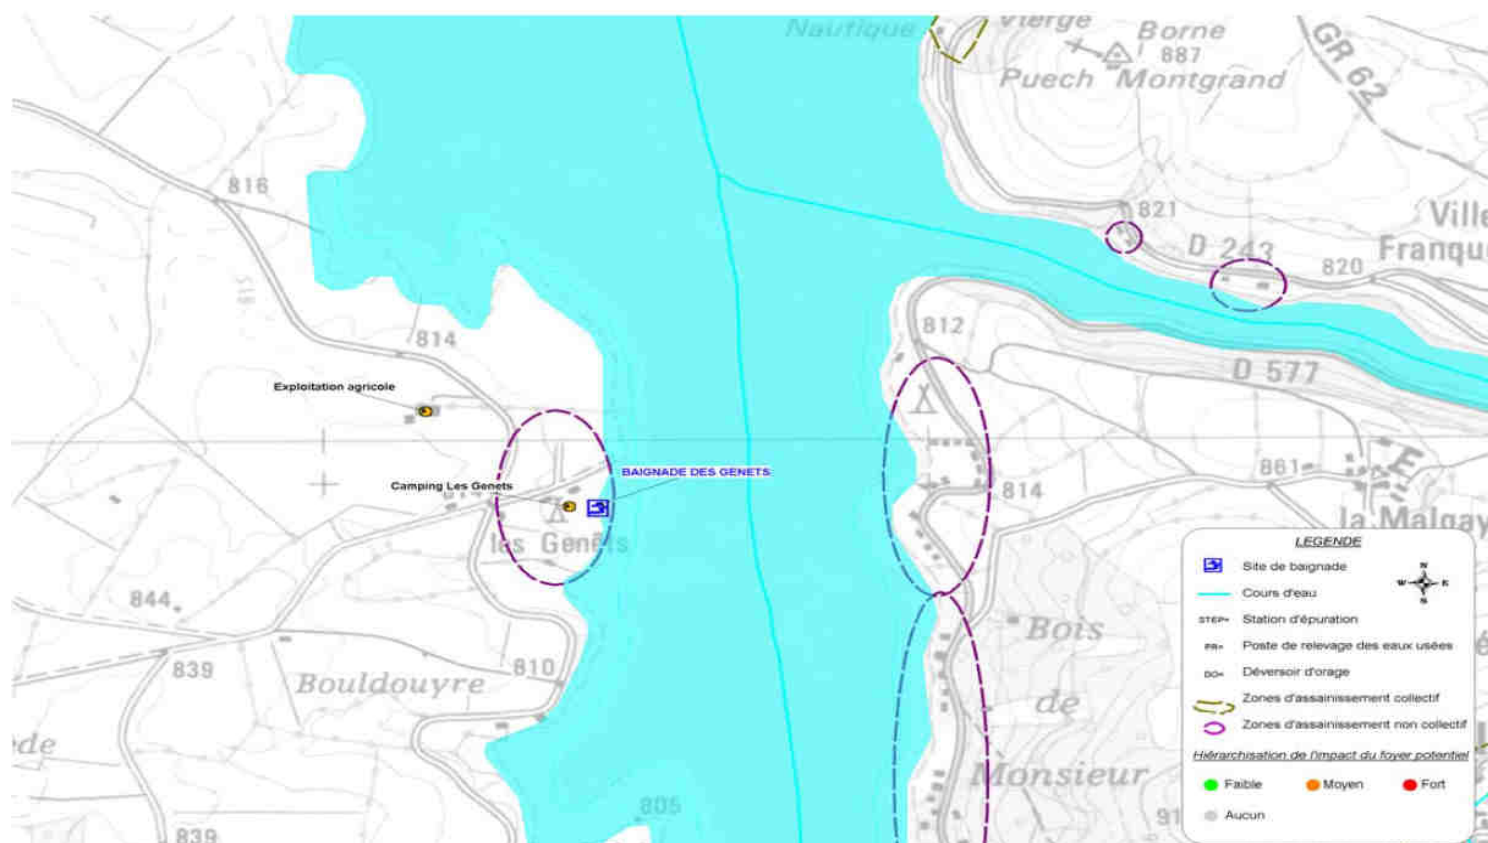 Nautique
Vierge
Borne
887
Puech Montgrand
GR 62
816
821
Ville
Franqu
D 243
820
815
814
812
D 577
Exploitation agricole
BAIGNADE DES GENETS
861
Camping Les Genets
814
la Malgay
les Genêts
844
839
810
Bouldouyre
Bois
de
Monsieur
ède
805
839
91
LEGENDE
Site de baignade
N
W E
S
Cours d'eau
STEP= Station d'épuration
PR= Poste de relevage des eaux usées
DO= Déversoir d'orage
Zones d'assainissement collectif
Zones d'assainissement non collectif
Hiérarchisation de l'impact du foyer potentiel
Faible Moyen Fort
Aucun